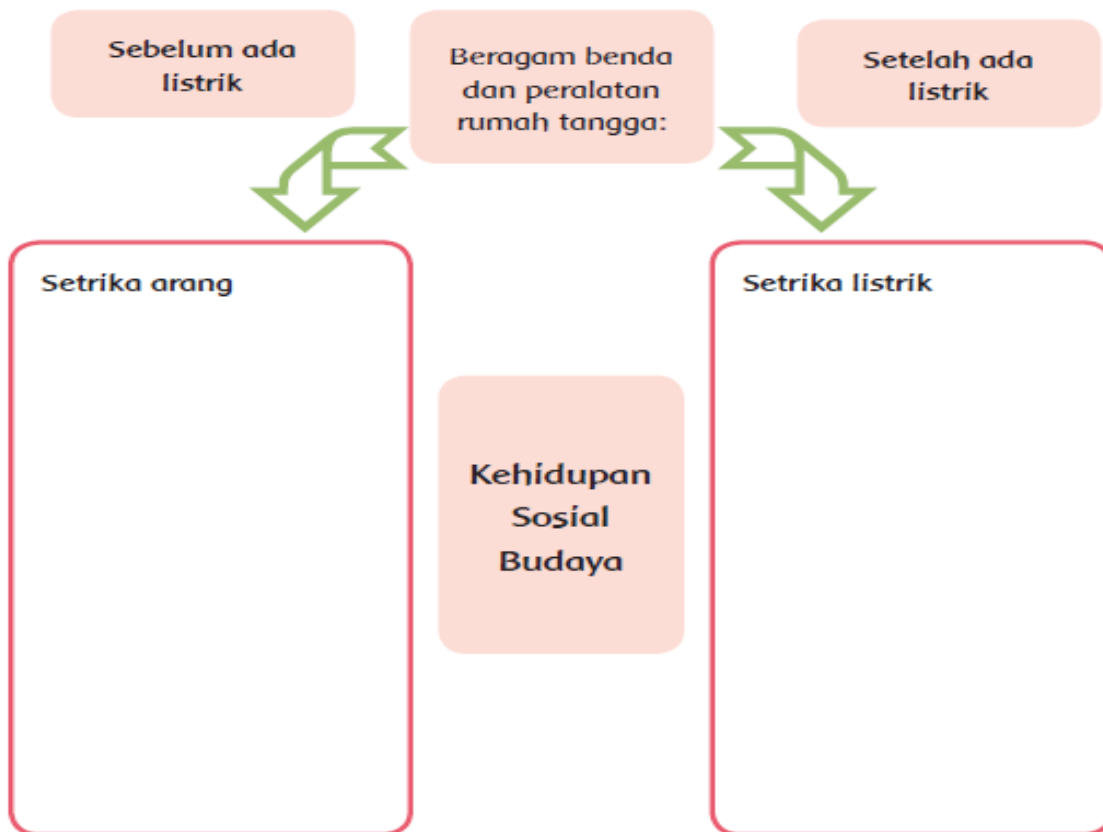 Sebelum ada
listrik
Beragam benda
dan peralatan
rumah tangga:
Setelah ada
listrik
Setrika arang
Setrika listrik
Kehidupan
Sosial
Budaya